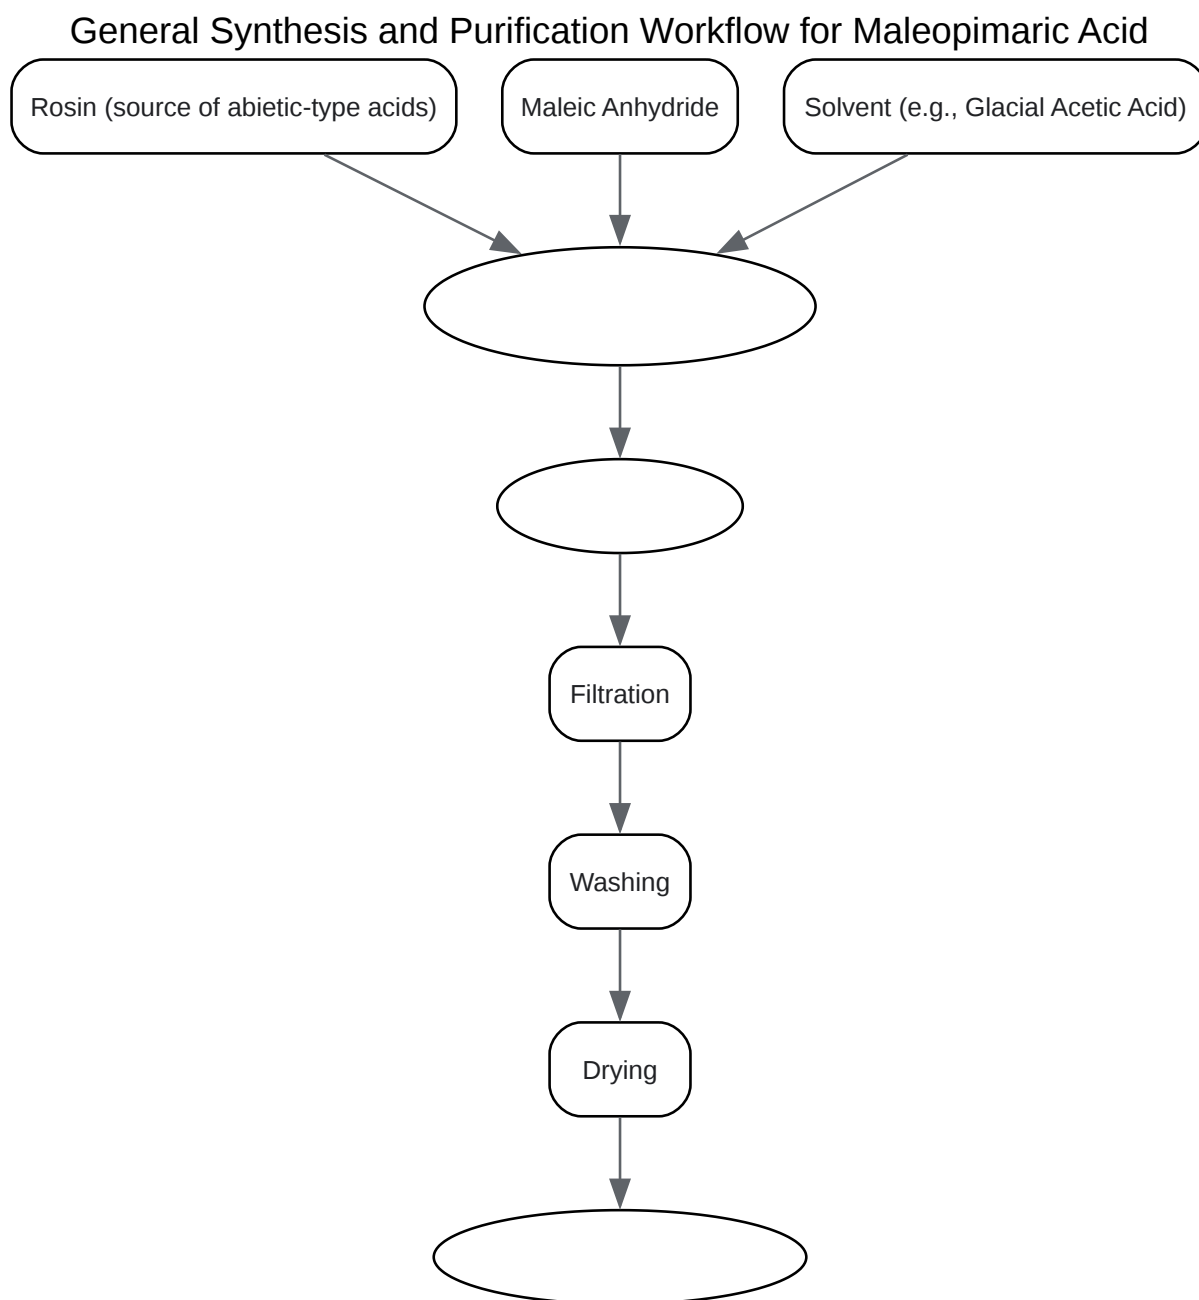 General Synthesis and Purification Workflow for Maleopimaric Acid
Rosin (source of abietic-type acids)
Maleic Anhydride
Solvent (e.g., Glacial Acetic Acid)
Filtration
Washing
Drying